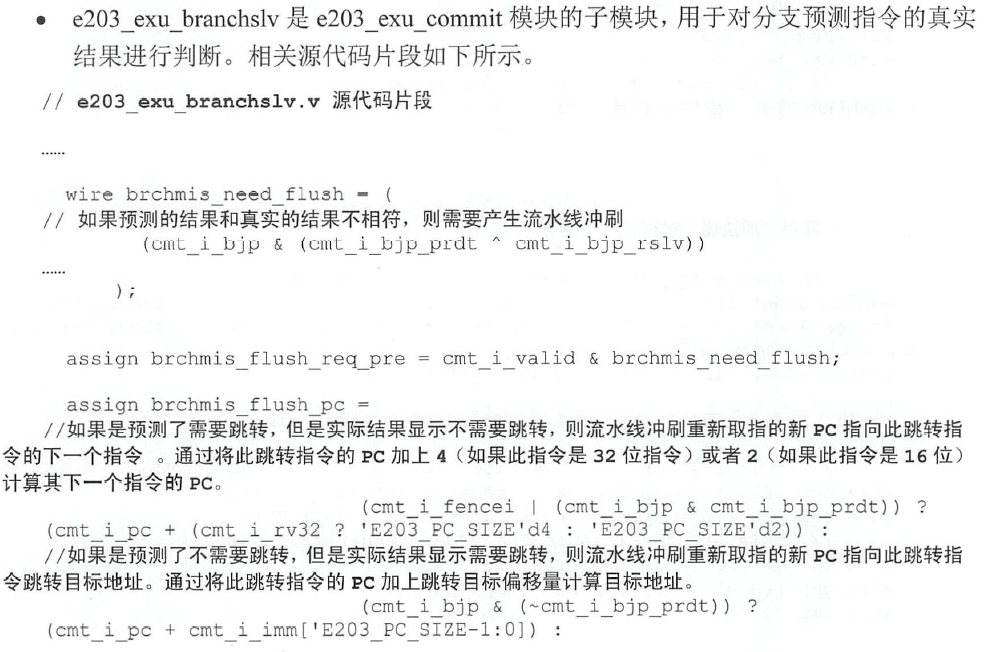 • e203_exu_branchslv 是 e203_exu_commit 模块的子模块，用于对分支预测指令的真实
结果进行判断。相关源代码片段如下所示。
// e203_exu_branchslv.v 源代码片段
……
wire brchmis_need_flush = (
// 如果预测的结果和真实的结果不相符，则需要产生流水线冲刷
(cmt_i_bjp & (cmt_i_bjp_prdt ^ cmt_i_bjp_rslv))
……
);
assign brchmis_flush_req_pre = cmt_i_valid & brchmis_need_flush;
assign brchmis_flush_pc =
//如果是预测了需要跳转，但是实际结果显示不需要跳转，则流水线冲刷重新取指的新 PC 指向此跳转指
令的下一个指令 。通过将此跳转指令的 PC 加上 4（如果此指令是 32 位指令）或者 2（如果此指令是 16 位）
计算其下一个指令的 PC。
(cmt_i_fencei | (cmt_i_bjp & cmt_i_bjp_prdt)) ?
(cmt_i_pc + (cmt_i_rv32 ? 'E203_PC_SIZE'd4 : 'E203_PC_SIZE'd2)) :
//如果是预测了不需要跳转，但是实际结果显示需要跳转，则流水线冲刷重新取指的新 PC 指向此跳转指
令跳转目标地址。通过将此跳转指令的 PC 加上跳转目标偏移量计算目标地址。
(cmt_i_bjp & (~cmt_i_bjp_prdt)) ?
(cmt_i_pc + cmt_i_imm['E203_PC_SIZE-1:0]) :